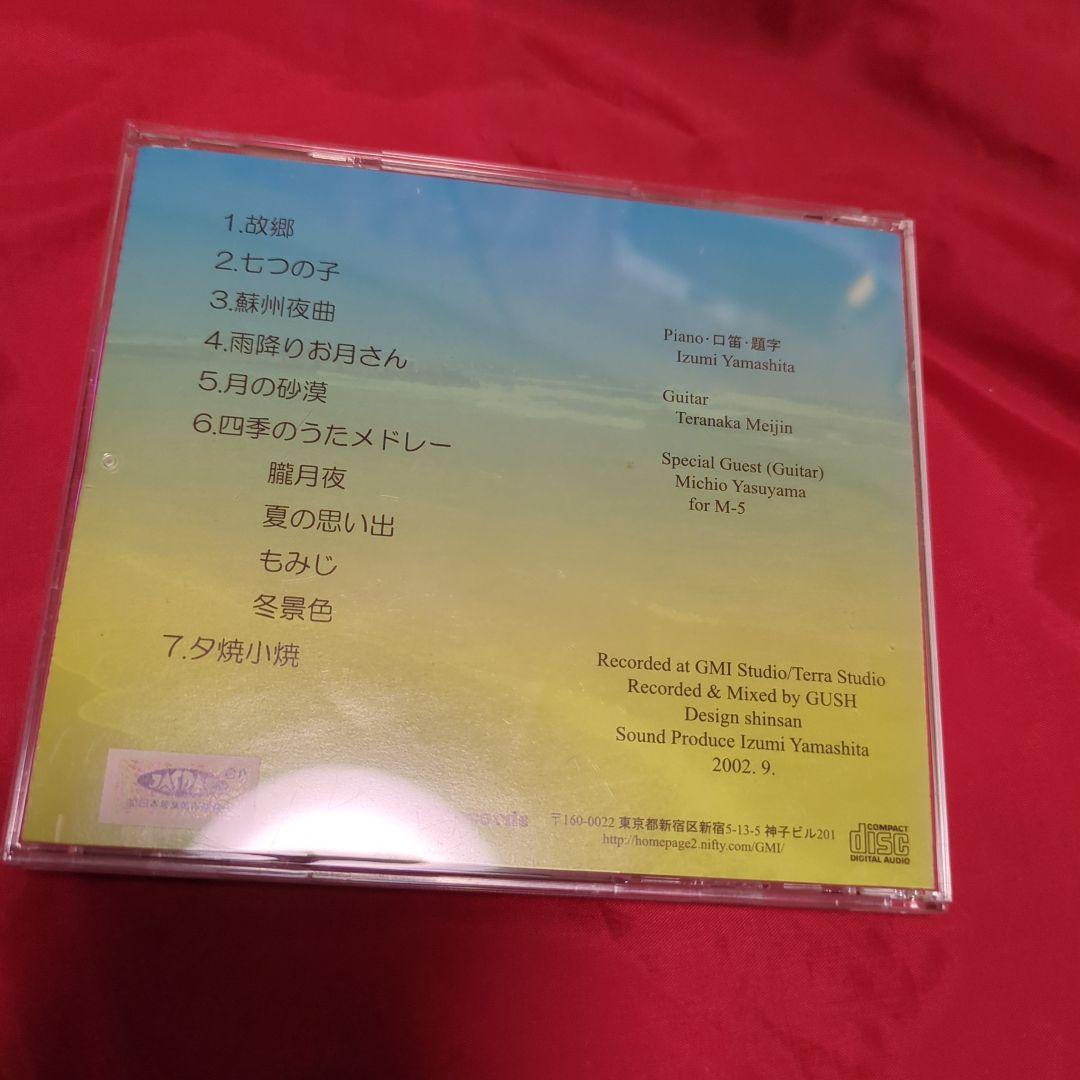 1.故郷
2.七つの子
3.蘇州夜曲
4.雨降りお月さん
5.月の砂漠
6.四季のうたメドレー
朧月夜
夏の思い出
もみじ
冬景色
7.夕焼小焼
Piano・口笛・題字
Izumi Yamashita
Guitar
Teranaka Meijin
Special Guest (Guitar)
Michio Yasuyama
for M-5
Recorded at GMI Studio/Terra Studio
Recorded & Mixed by GUSH
Design shinsan
Sound Produce Izumi Yamashita
2002. 9.
〒160-0022 東京都新宿区新宿5-13-5 神子ビル201
http://homepage2.nifty.com/GMI/
JASRAC
COMPACT
disc
DIGITAL AUDIO